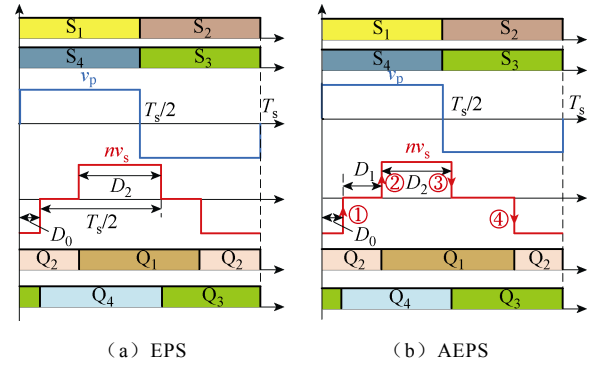 S₁ S₂
S₄ S₃
vₚ
Tₛ/2
Tₛ
nvₛ
D₂
Tₛ/2
D₀
Q₂ Q₁ Q₂
Q₄ Q₃
(a) EPS
S₁ S₂
S₄ S₃
vₚ
Tₛ/2
Tₛ
nvₛ
D₁
② D₂ ③
① ④
D₀
Q₂ Q₁ Q₂
Q₄ Q₃
(b) AEPS